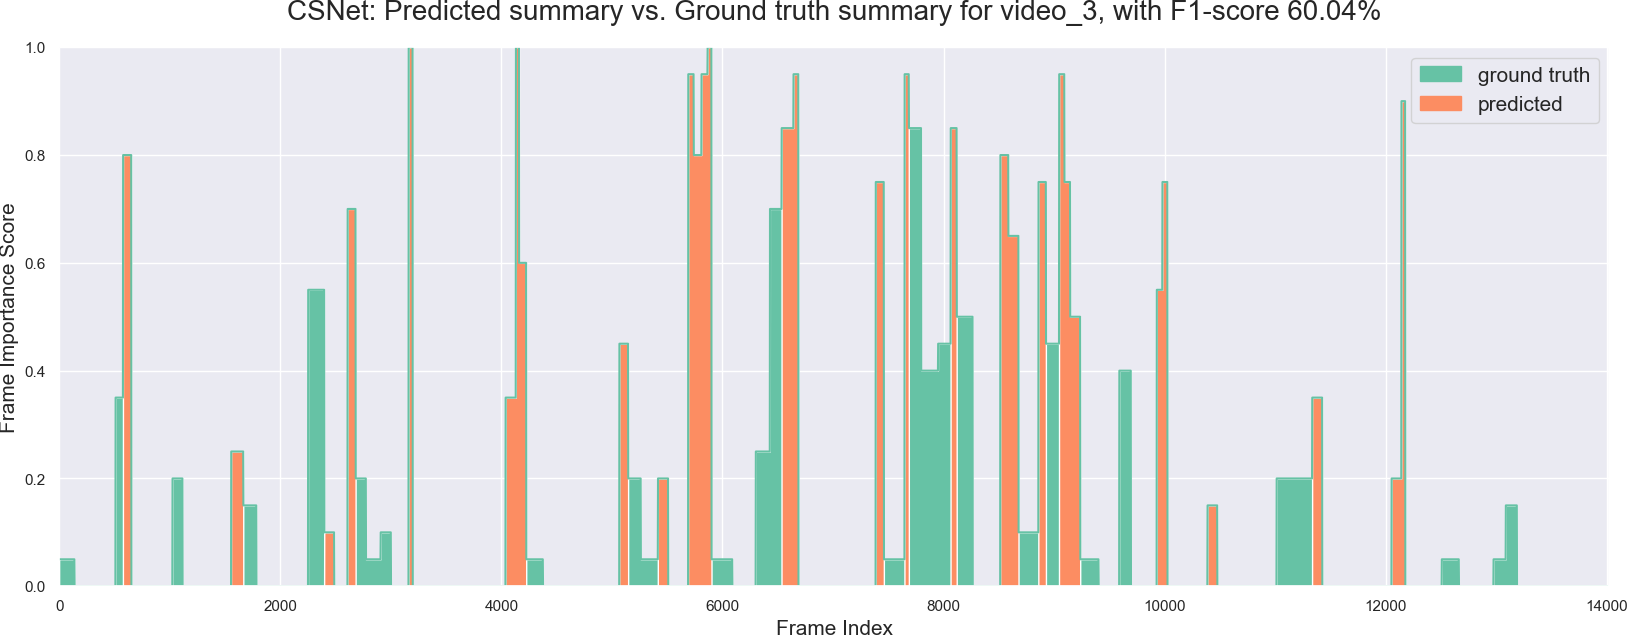 CSNet: Predicted summary vs. Ground truth summary for video_3, with F1-score 60.04%
Frame Importance Score
1.0
0.8
0.6
0.4
0.2
0.0
ground truth
predicted
0 2000 4000 6000 8000 10000 12000 14000
Frame Index